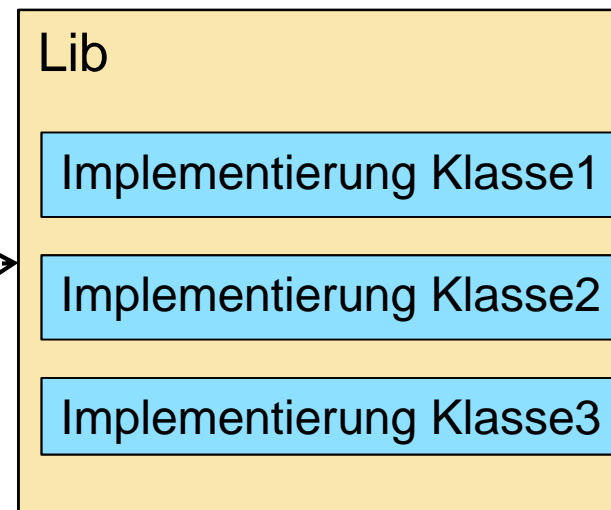 Lib
Implementierung Klasse1
Implementierung Klasse2
Implementierung Klasse3